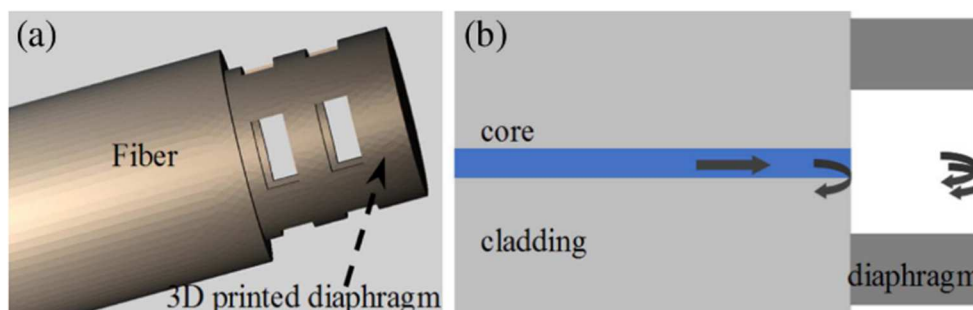 (a)
Fiber
3D printed diaphragm
(b)
core
cladding
diaphragm